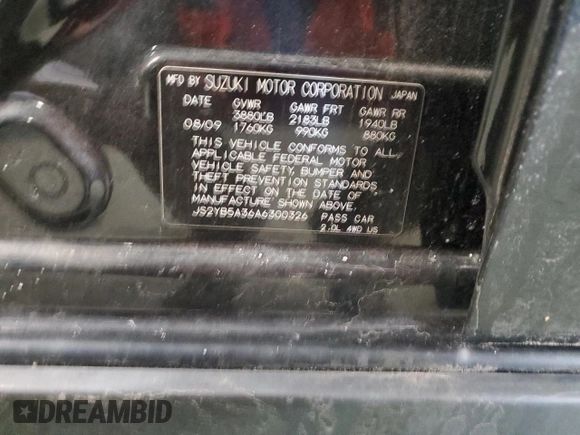 MFD BY SUZUKI MOTOR CORPORATION JAPAN
DATE GVWR GAWR FRT GAWR RR
3880LB 2183LB 1940LB
08/09 1760KG 990KG 880KG
THIS VEHICLE CONFORMS TO ALL
APPLICABLE FEDERAL MOTOR
VEHICLE SAFETY, BUMPER AND
THEFT PREVENTION STANDARDS
IN EFFECT ON THE DATE OF
MANUFACTURE SHOWN ABOVE.
JS2YB5A36A6300326 PASS CAR
2.0L 4WD US
DREAMBID